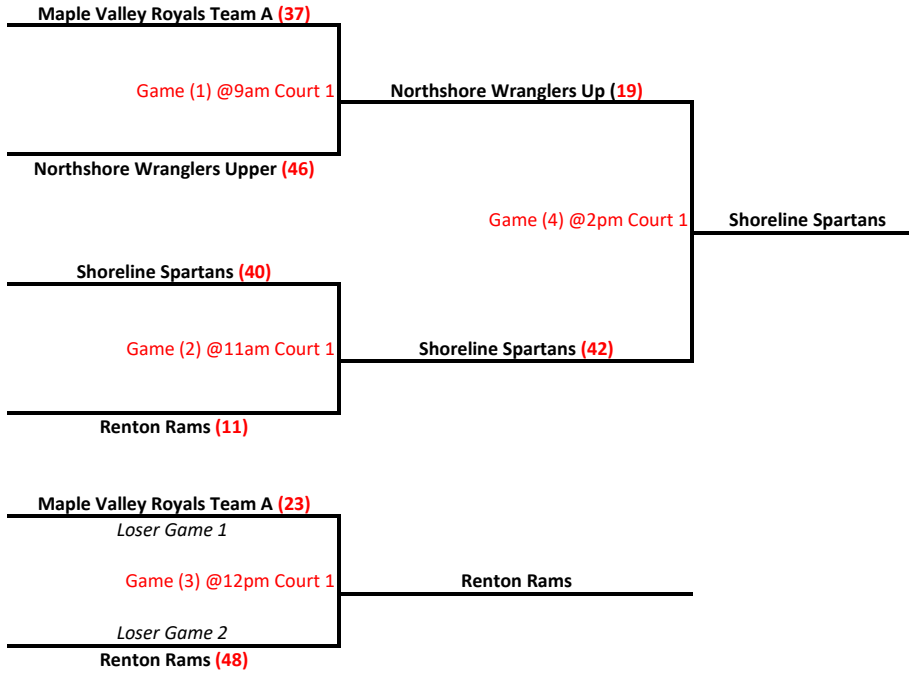 Maple Valley Royals Team A (37)
Game (1) @9am Court 1
Northshore Wranglers Up (19)
Northshore Wranglers Upper (46)
Game (4) @2pm Court 1
Shoreline Spartans
Shoreline Spartans (40)
Game (2) @11am Court 1
Shoreline Spartans (42)
Renton Rams (11)
Maple Valley Royals Team A (23)
Loser Game 1
Game (3) @12pm Court 1
Renton Rams
Loser Game 2
Renton Rams (48)